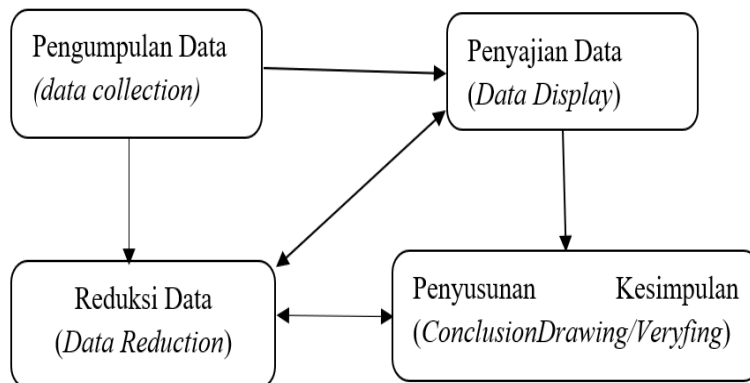 Pengumpulan Data
(data collection)
Penyajian Data
(Data Display)
Reduksi Data
(Data Reduction)
Penyusunan Kesimpulan
(ConclusionDrawing/Veryfing)